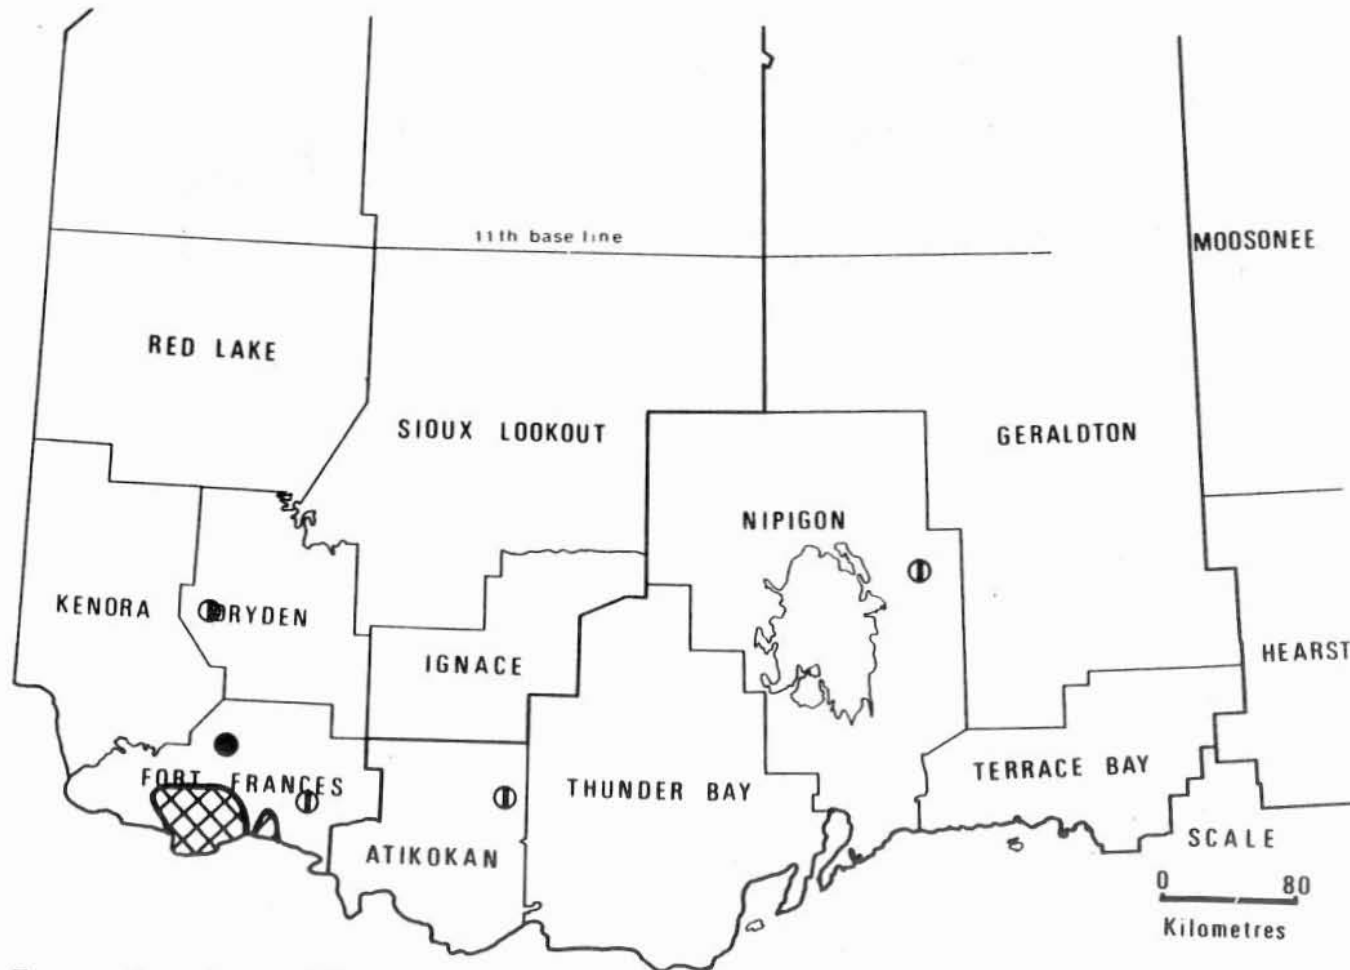 11th base line
MOOSONEE
RED LAKE
SIOUX LOOKOUT
GERALDTON
NIPIGON
KENORA
DRYDEN
IGNACE
HEARST
FORT FRANCES
THUNDER BAY
TERRACE BAY
ATIKOKAN
SCALE
0 80
Kilometres